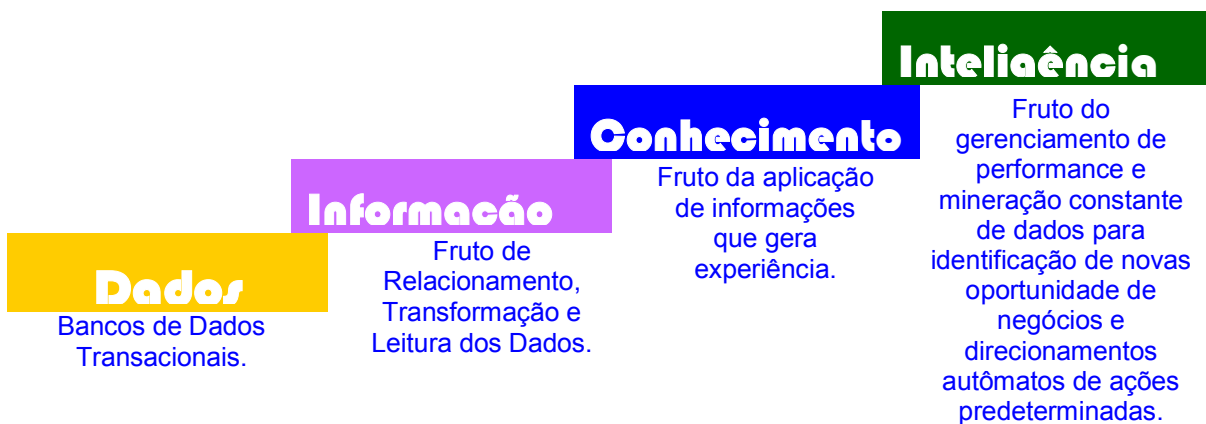 Dados
Bancos de Dados
Transacionais.
Informação
Fruto de
Relacionamento,
Transformação e
Leitura dos Dados.
Conhecimento
Fruto da aplicação
de informações
que gera
experiência.
Inteligência
Fruto do
gerenciamento de
performance e
mineração constante
de dados para
identificação de novas
oportunidade de
negócios e
direcionamentos
autômatos de ações
predeterminadas.